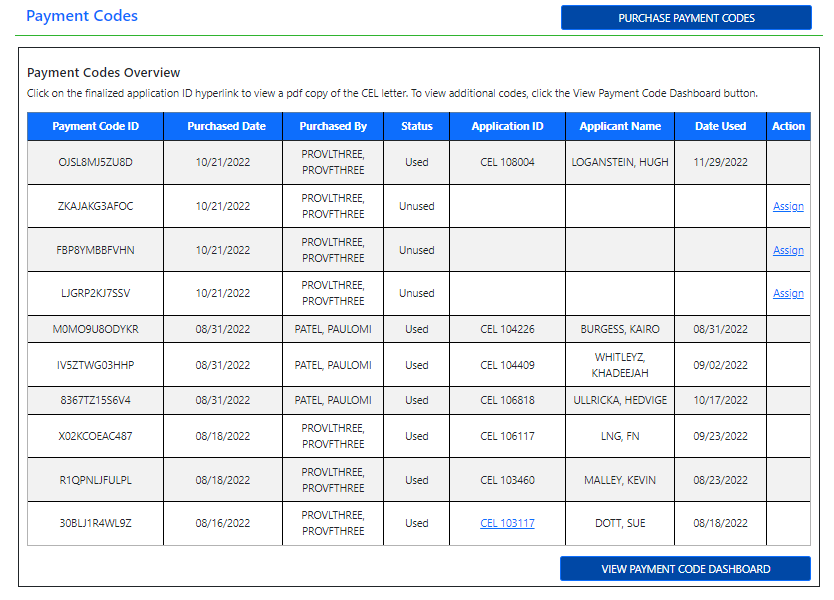 Payment Codes
PURCHASE PAYMENT CODES
Payment Codes Overview
Click on the finalized application ID hyperlink to view a pdf copy of the CEL letter. To view additional codes, click the View Payment Code Dashboard button.
Payment Code ID Purchased Date Purchased By Status Application ID Applicant Name Date Used Action
OJSL8MJ5ZU8D 10/21/2022 PROVLTHREE, PROVFTHREE Used CEL 108004 LOGANSTEIN, HUGH 11/29/2022
ZKAJAKG3AFOC 10/21/2022 PROVLTHREE, PROVFTHREE Unused Assign
FBP8YMBBFVHN 10/21/2022 PROVLTHREE, PROVFTHREE Unused Assign
LJGRP2KJ7SSV 10/21/2022 PROVLTHREE, PROVFTHREE Unused Assign
M0MO9U8ODYKR 08/31/2022 PATEL, PAULOMI Used CEL 104226 BURGESS, KAIRO 08/31/2022
IV5ZTWG03HHP 08/31/2022 PATEL, PAULOMI Used CEL 104409 WHITLEYZ, KHADEEJAH 09/02/2022
8367TZ15S6V4 08/31/2022 PATEL, PAULOMI Used CEL 106818 ULLRICKA, HEDVIGE 10/17/2022
X02KCOEAC487 08/18/2022 PROVLTHREE, PROVFTHREE Used CEL 106117 LNG, FN 09/23/2022
R1QPNLJFULPL 08/18/2022 PROVLTHREE, PROVFTHREE Used CEL 103460 MALLEY, KEVIN 08/23/2022
30BLJ1R4WL9Z 08/16/2022 PROVLTHREE, PROVFTHREE Used CEL 103117 DOTT, SUE 08/18/2022
VIEW PAYMENT CODE DASHBOARD